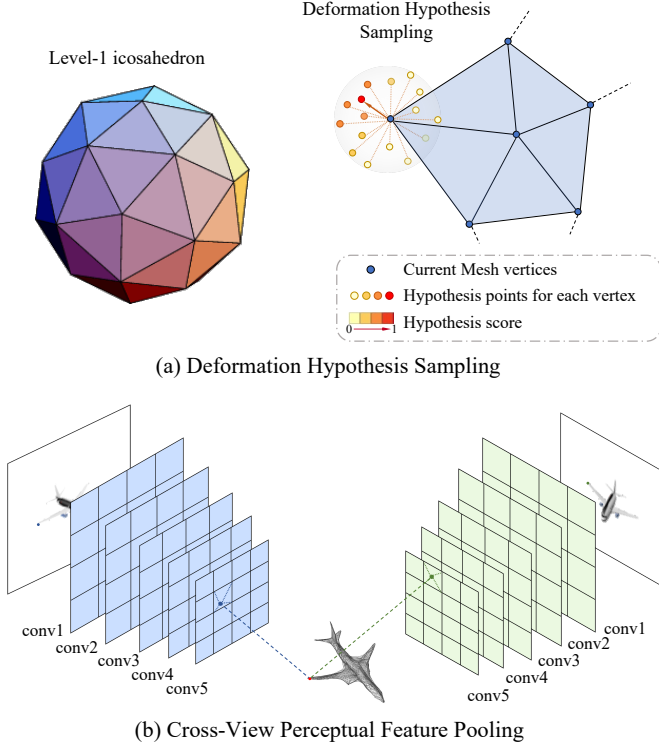 Deformation Hypothesis
Sampling
Level-1 icosahedron
Current Mesh vertices
Hypothesis points for each vertex
Hypothesis score
0 1
(a) Deformation Hypothesis Sampling
conv1
conv2
conv3
conv4
conv5
conv1
conv2
conv3
conv4
conv5
(b) Cross-View Perceptual Feature Pooling